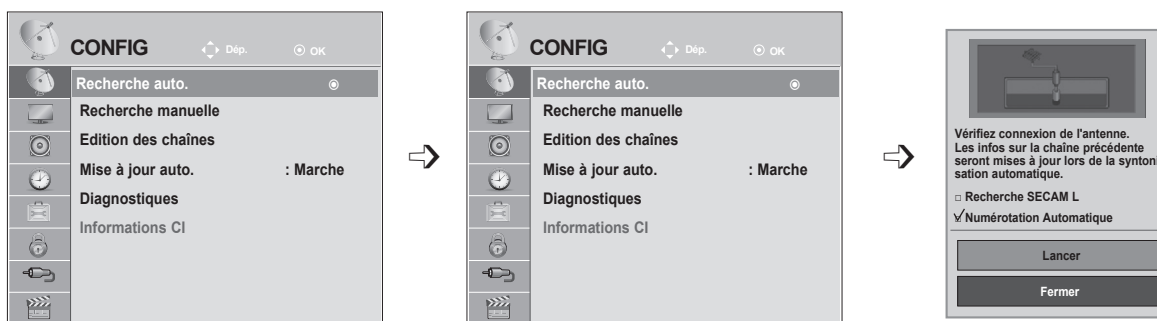 CONFIG Dép. OK
Recherche auto.
Recherche manuelle
Edition des chaînes
Mise à jour auto. : Marche
Diagnostiques
Informations CI
CONFIG Dép. OK
Recherche auto.
Recherche manuelle
Edition des chaînes
Mise à jour auto. : Marche
Diagnostiques
Informations CI
Vérifiez connexion de l'antenne.
Les infos sur la chaîne précédente
seront mises à jour lors de la syntoni
sation automatique.
Recherche SECAM L
Numérotation Automatique
Lancer
Fermer